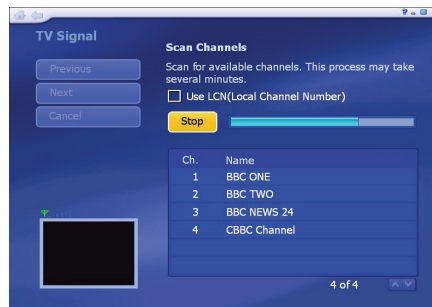 TV Signal
Previous
Next
Cancel
Scan Channels
Scan for available channels. This process may take
several minutes.
Use LCN(Local Channel Number)
Stop
Ch. Name
1 BBC ONE
2 BBC TWO
3 BBC NEWS 24
4 CBBC Channel
4 of 4